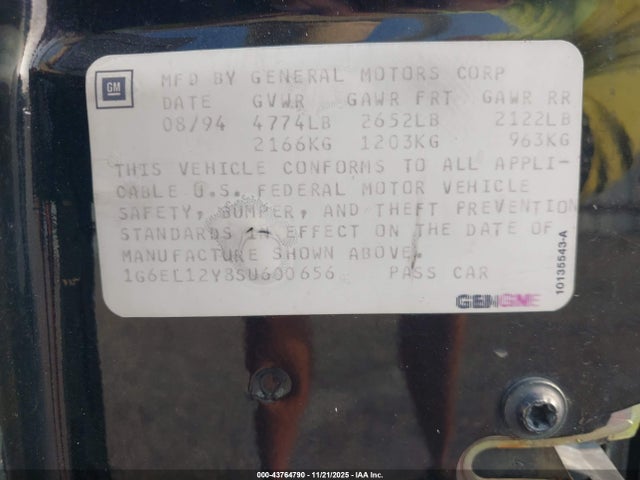 GM
MFD BY GENERAL MOTORS CORP
DATE GVWR GAWR FRT GAWR RR
08/94 4774LB 2652LB 2122LB
2166KG 1203KG 963KG
THIS VEHICLE CONFORMS TO ALL APPLI-
CABLE U.S. FEDERAL MOTOR VEHICLE
SAFETY, BUMPER, AND THEFT PREVENTION
STANDARDS IN EFFECT ON THE DATE OF
MANUFACTURE SHOWN ABOVE.
1G6EL12Y8SU600656 PASS CAR
10135543-A
000-43764790 - 11/21/2025 - IAA Inc.